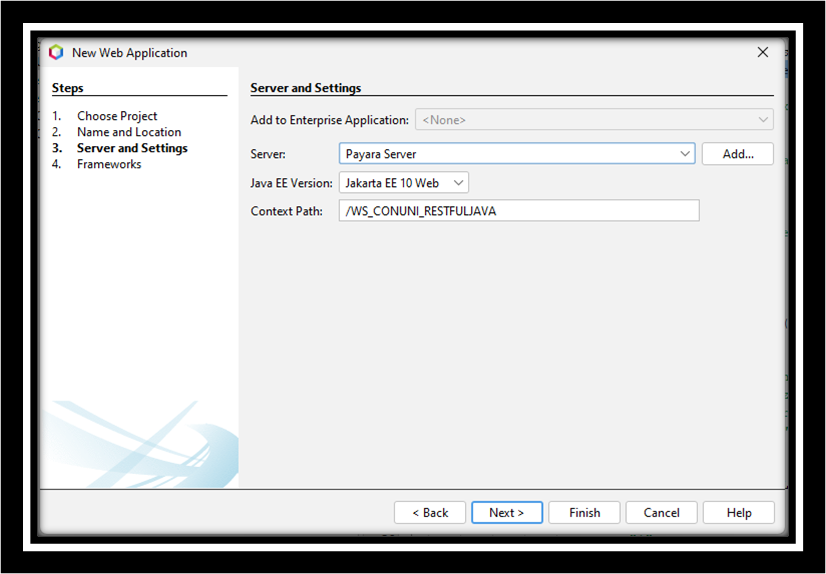 New Web Application
Steps
1. Choose Project
2. Name and Location
3. Server and Settings
4. Frameworks
Server and Settings
Add to Enterprise Application: <None>
Server: Payara Server Add...
Java EE Version: Jakarta EE 10 Web
Context Path: /WS_CONUNI_RESTFULJAVA
< Back Next > Finish Cancel Help